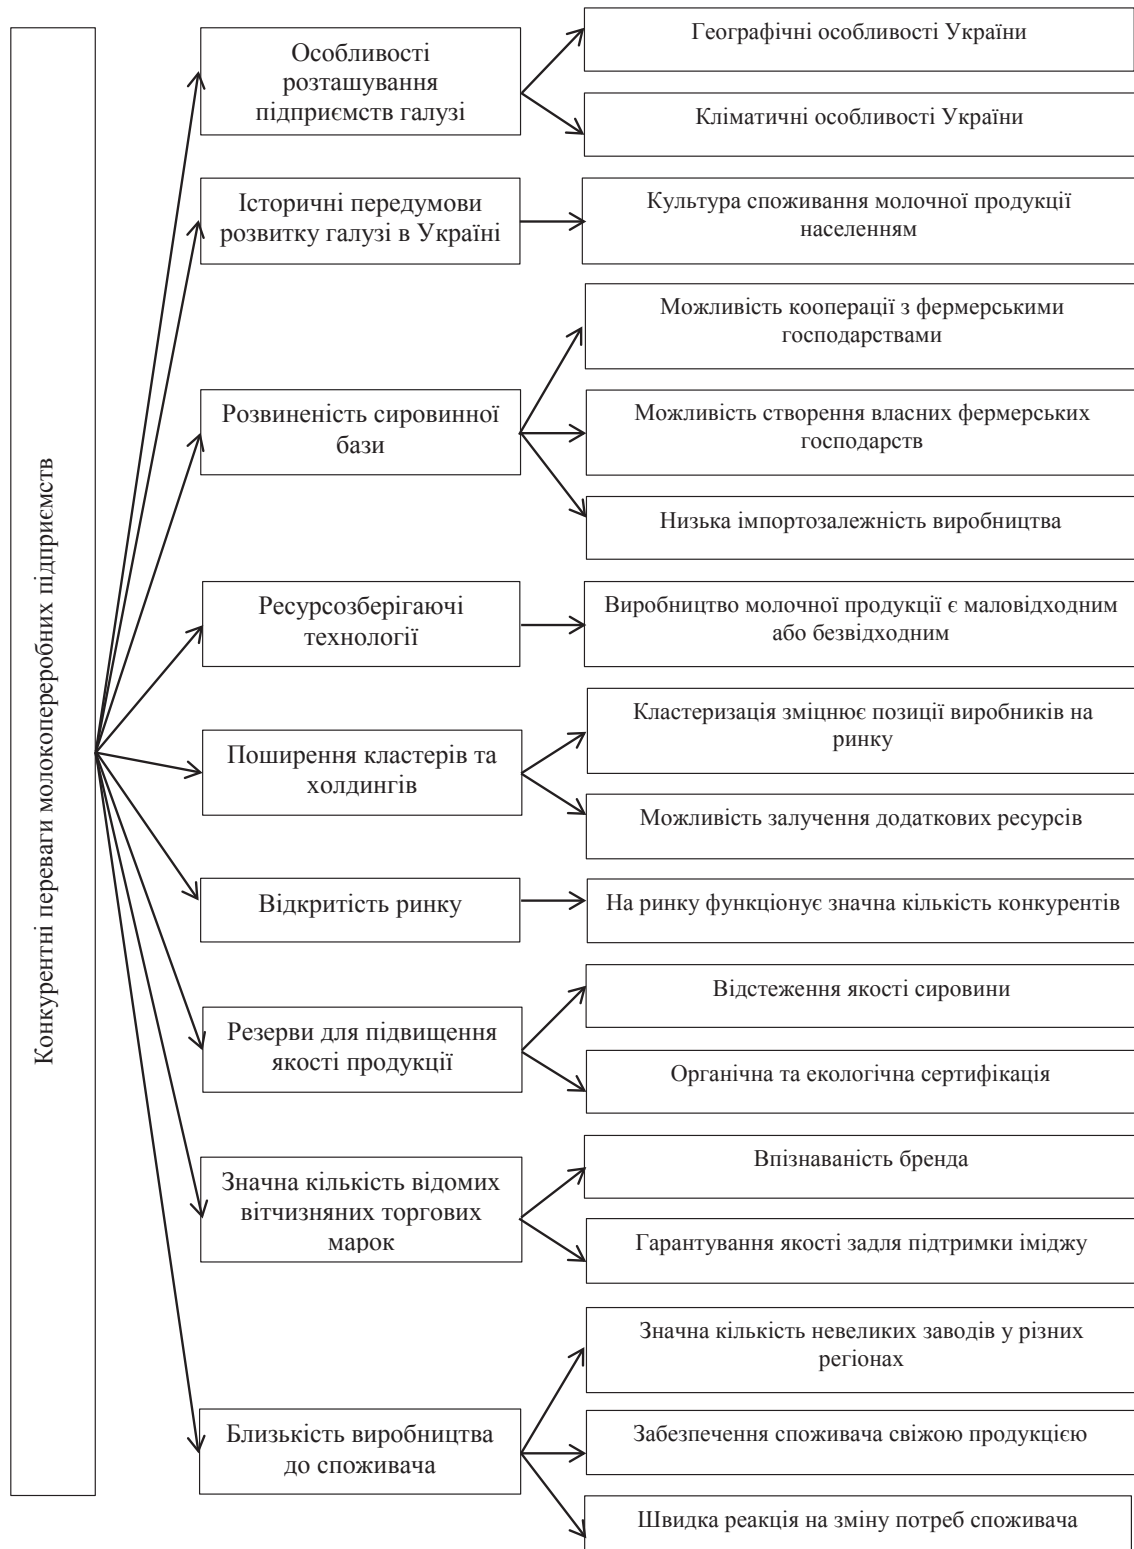 Конкурентні переваги молокопереробних підприємств
Особливості
розташування
підприємств галузі
Географічні особливості України
Кліматичні особливості України
Історичні передумови
розвитку галузі в Україні
Культура споживання молочної продукції
населенням
Розвиненість сировинної
бази
Можливість кооперації з фермерськими
господарствами
Можливість створення власних фермерських
господарств
Низька імпортозалежність виробництва
Ресурсозберігаючі
технології
Виробництво молочної продукції є маловідходним
або безвідходним
Поширення кластерів та
холдингів
Кластеризація зміцнює позиції виробників на
ринку
Можливість залучення додаткових ресурсів
Відкритість ринку
На ринку функціонує значна кількість конкурентів
Резерви для підвищення
якості продукції
Відстеження якості сировини
Органічна та екологічна сертифікація
Значна кількість відомих
вітчизняних торгових
марок
Впізнаваність бренда
Гарантування якості задля підтримки іміджу
Близькість виробництва
до споживача
Значна кількість невеликих заводів у різних
регіонах
Забезпечення споживача свіжою продукцією
Швидка реакція на зміну потреб споживача